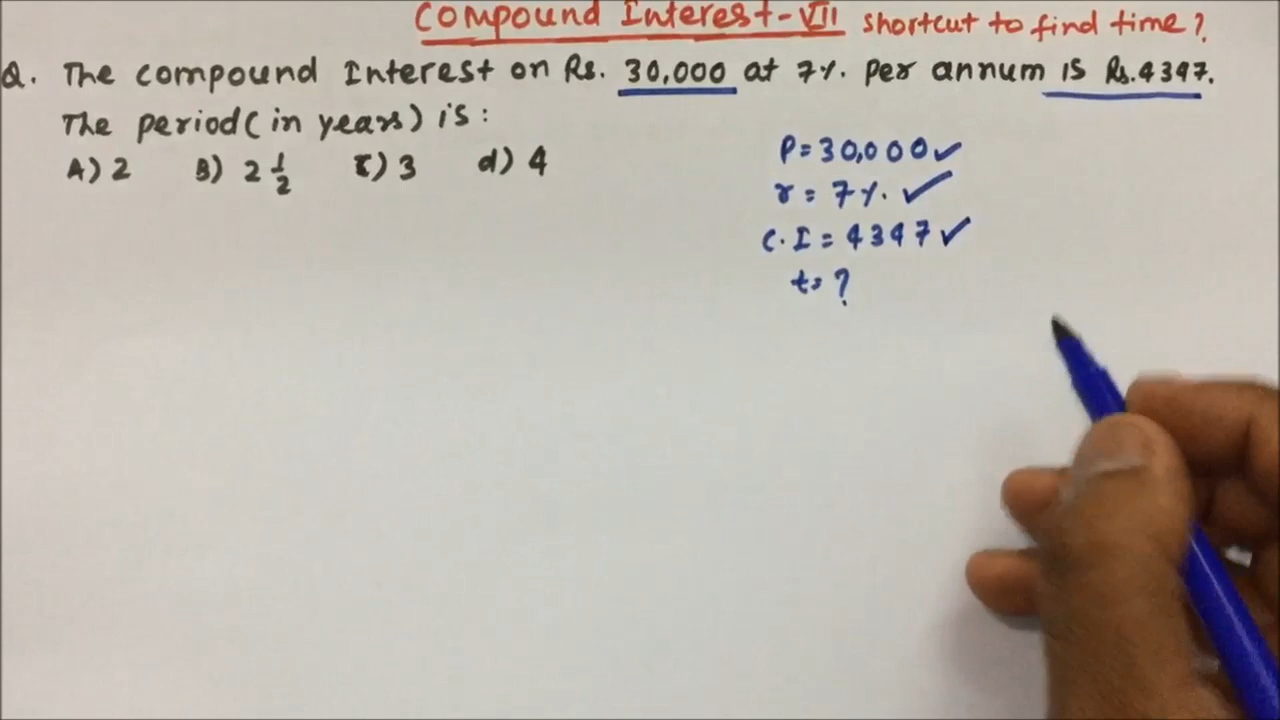 Compound Interest-VII shortcut to find time?
Q. The compound Interest on Rs. 30,000 at 7%. per annum is Rs.4347.
The period (in years) is:
A) 2 B) 2 1/2 C) 3 d) 4
P = 30,000 ✓
r = 7%. ✓
C.I = 4347 ✓
t = ?